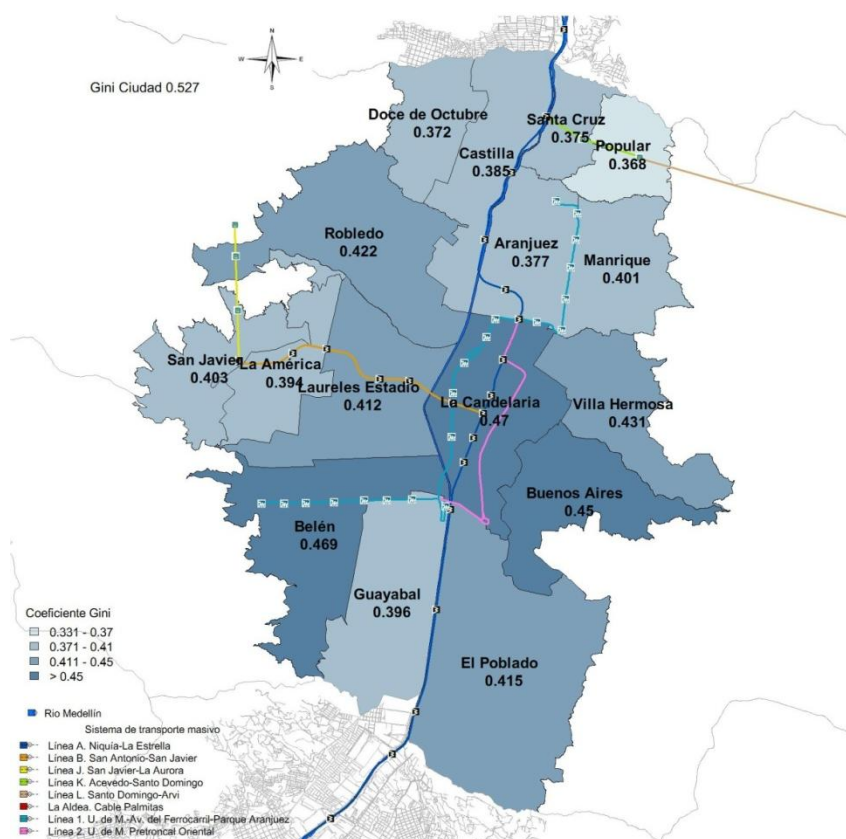 N
W E
S
Gini Ciudad 0.527
Doce de Octubre
0.372
Santa Cruz
0.375
Popular
0.368
Castilla
0.385
Robledo
0.422
Aranjuez
0.377
Manrique
0.401
San Javier
0.403
La América
0.394
Laureles Estadio
0.412
La Candelaria
0.47
Villa Hermosa
0.431
Buenos Aires
0.45
Belén
0.469
Guayabal
0.396
El Poblado
0.415
Coeficiente Gini
0.331 - 0.37
0.371 - 0.41
0.411 - 0.45
> 0.45
Rio Medellín
Sistema de transporte masivo
Línea A. Niquía-La Estrella
Línea B. San Antonio-San Javier
Línea J. San Javier-La Aurora
Línea K. Acevedo-Santo Domingo
Línea L. Santo Domingo-Arvi
La Aldea. Cable Palmitas
Línea 1. U. de M.-Av. del Ferrocarril-Parque Aranjuez
Línea 2. U. de M. Pretroncal Oriental